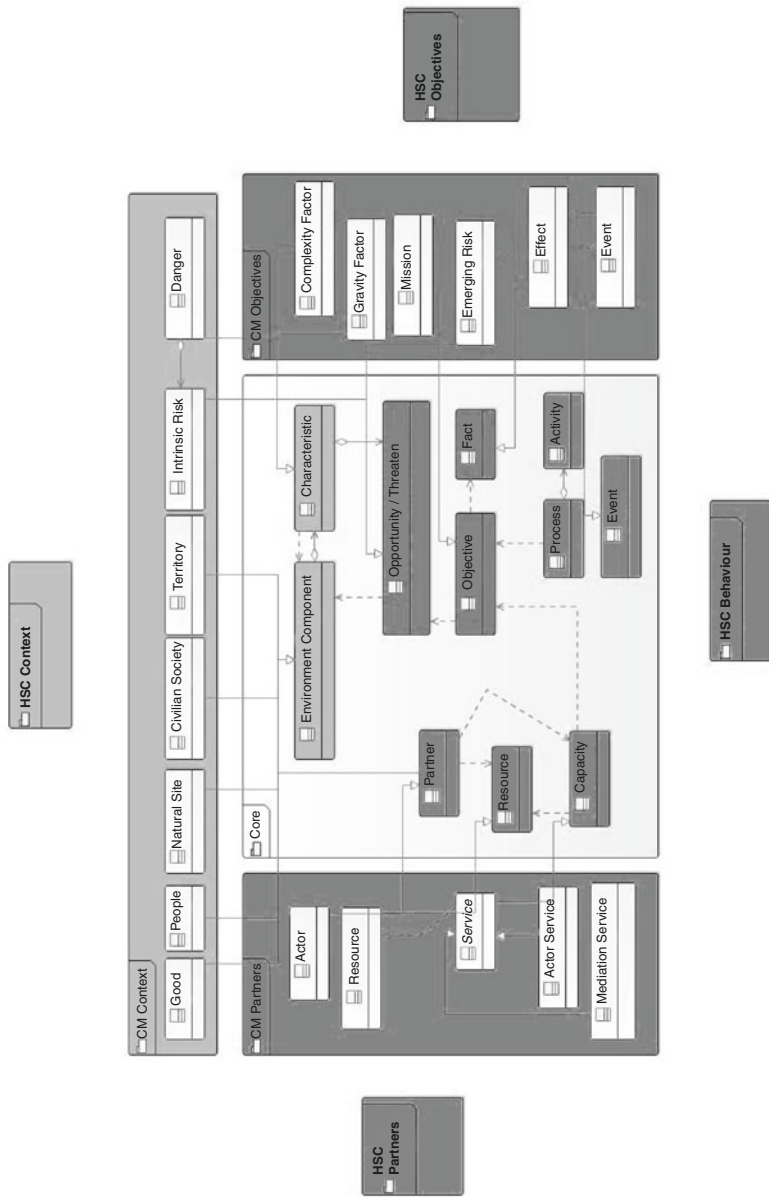 HSC Context
CM Context
Good
People
Natural Site
Civilian Society
Territory
Intrinsic Risk
Danger
HSC
Partners
CM Partners
Actor
Resource
Service
Actor Service
Mediation Service
Core
Environment Component
Characteristic
Opportunity / Threaten
Partner
Resource
Capacity
Objective
Fact
Process
Activity
Event
CM Objectives
Complexity Factor
Gravity Factor
Mission
Emerging Risk
Effect
Event
HSC
Objectives
HSC Behaviour